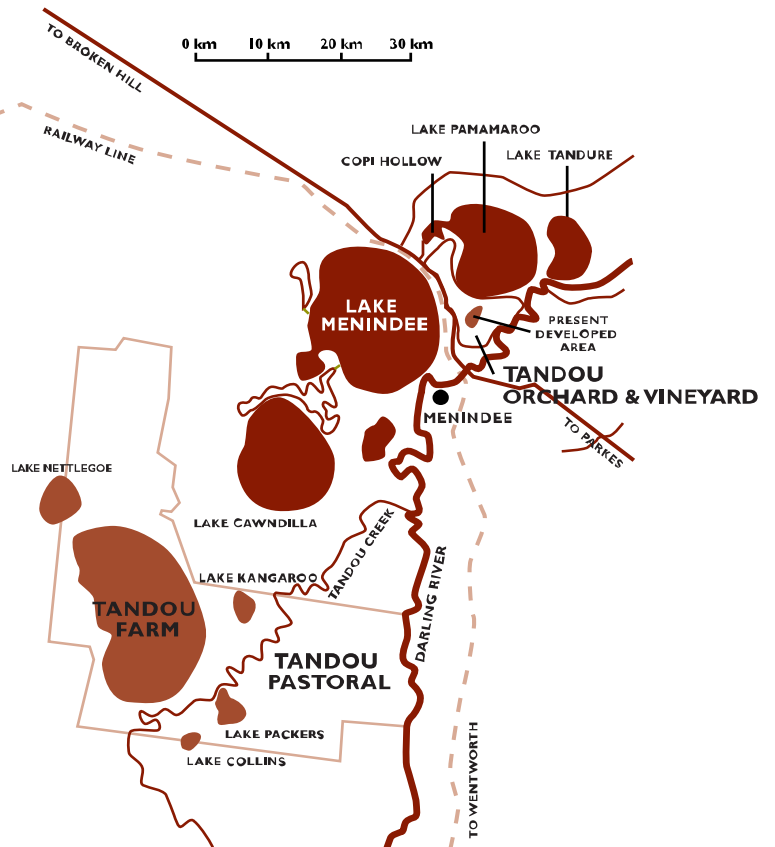 TO BROKEN HILL
0 km 10 km 20 km 30 km
RAILWAY LINE
LAKE PAMAMAROO
COPI HOLLOW
LAKE TANDURE
LAKE
MENINDEE
PRESENT
DEVELOPED
AREA
TANDOU
ORCHARD & VINEYARD
MENINDEE
TO PARKES
LAKE NETTLEGOE
LAKE CAWNDILLA
TANDOU CREEK
LAKE KANGAROO
DARLING RIVER
TANDOU
FARM
TANDOU
PASTORAL
LAKE PACKERS
LAKE COLLINS
TO WENTWORTH